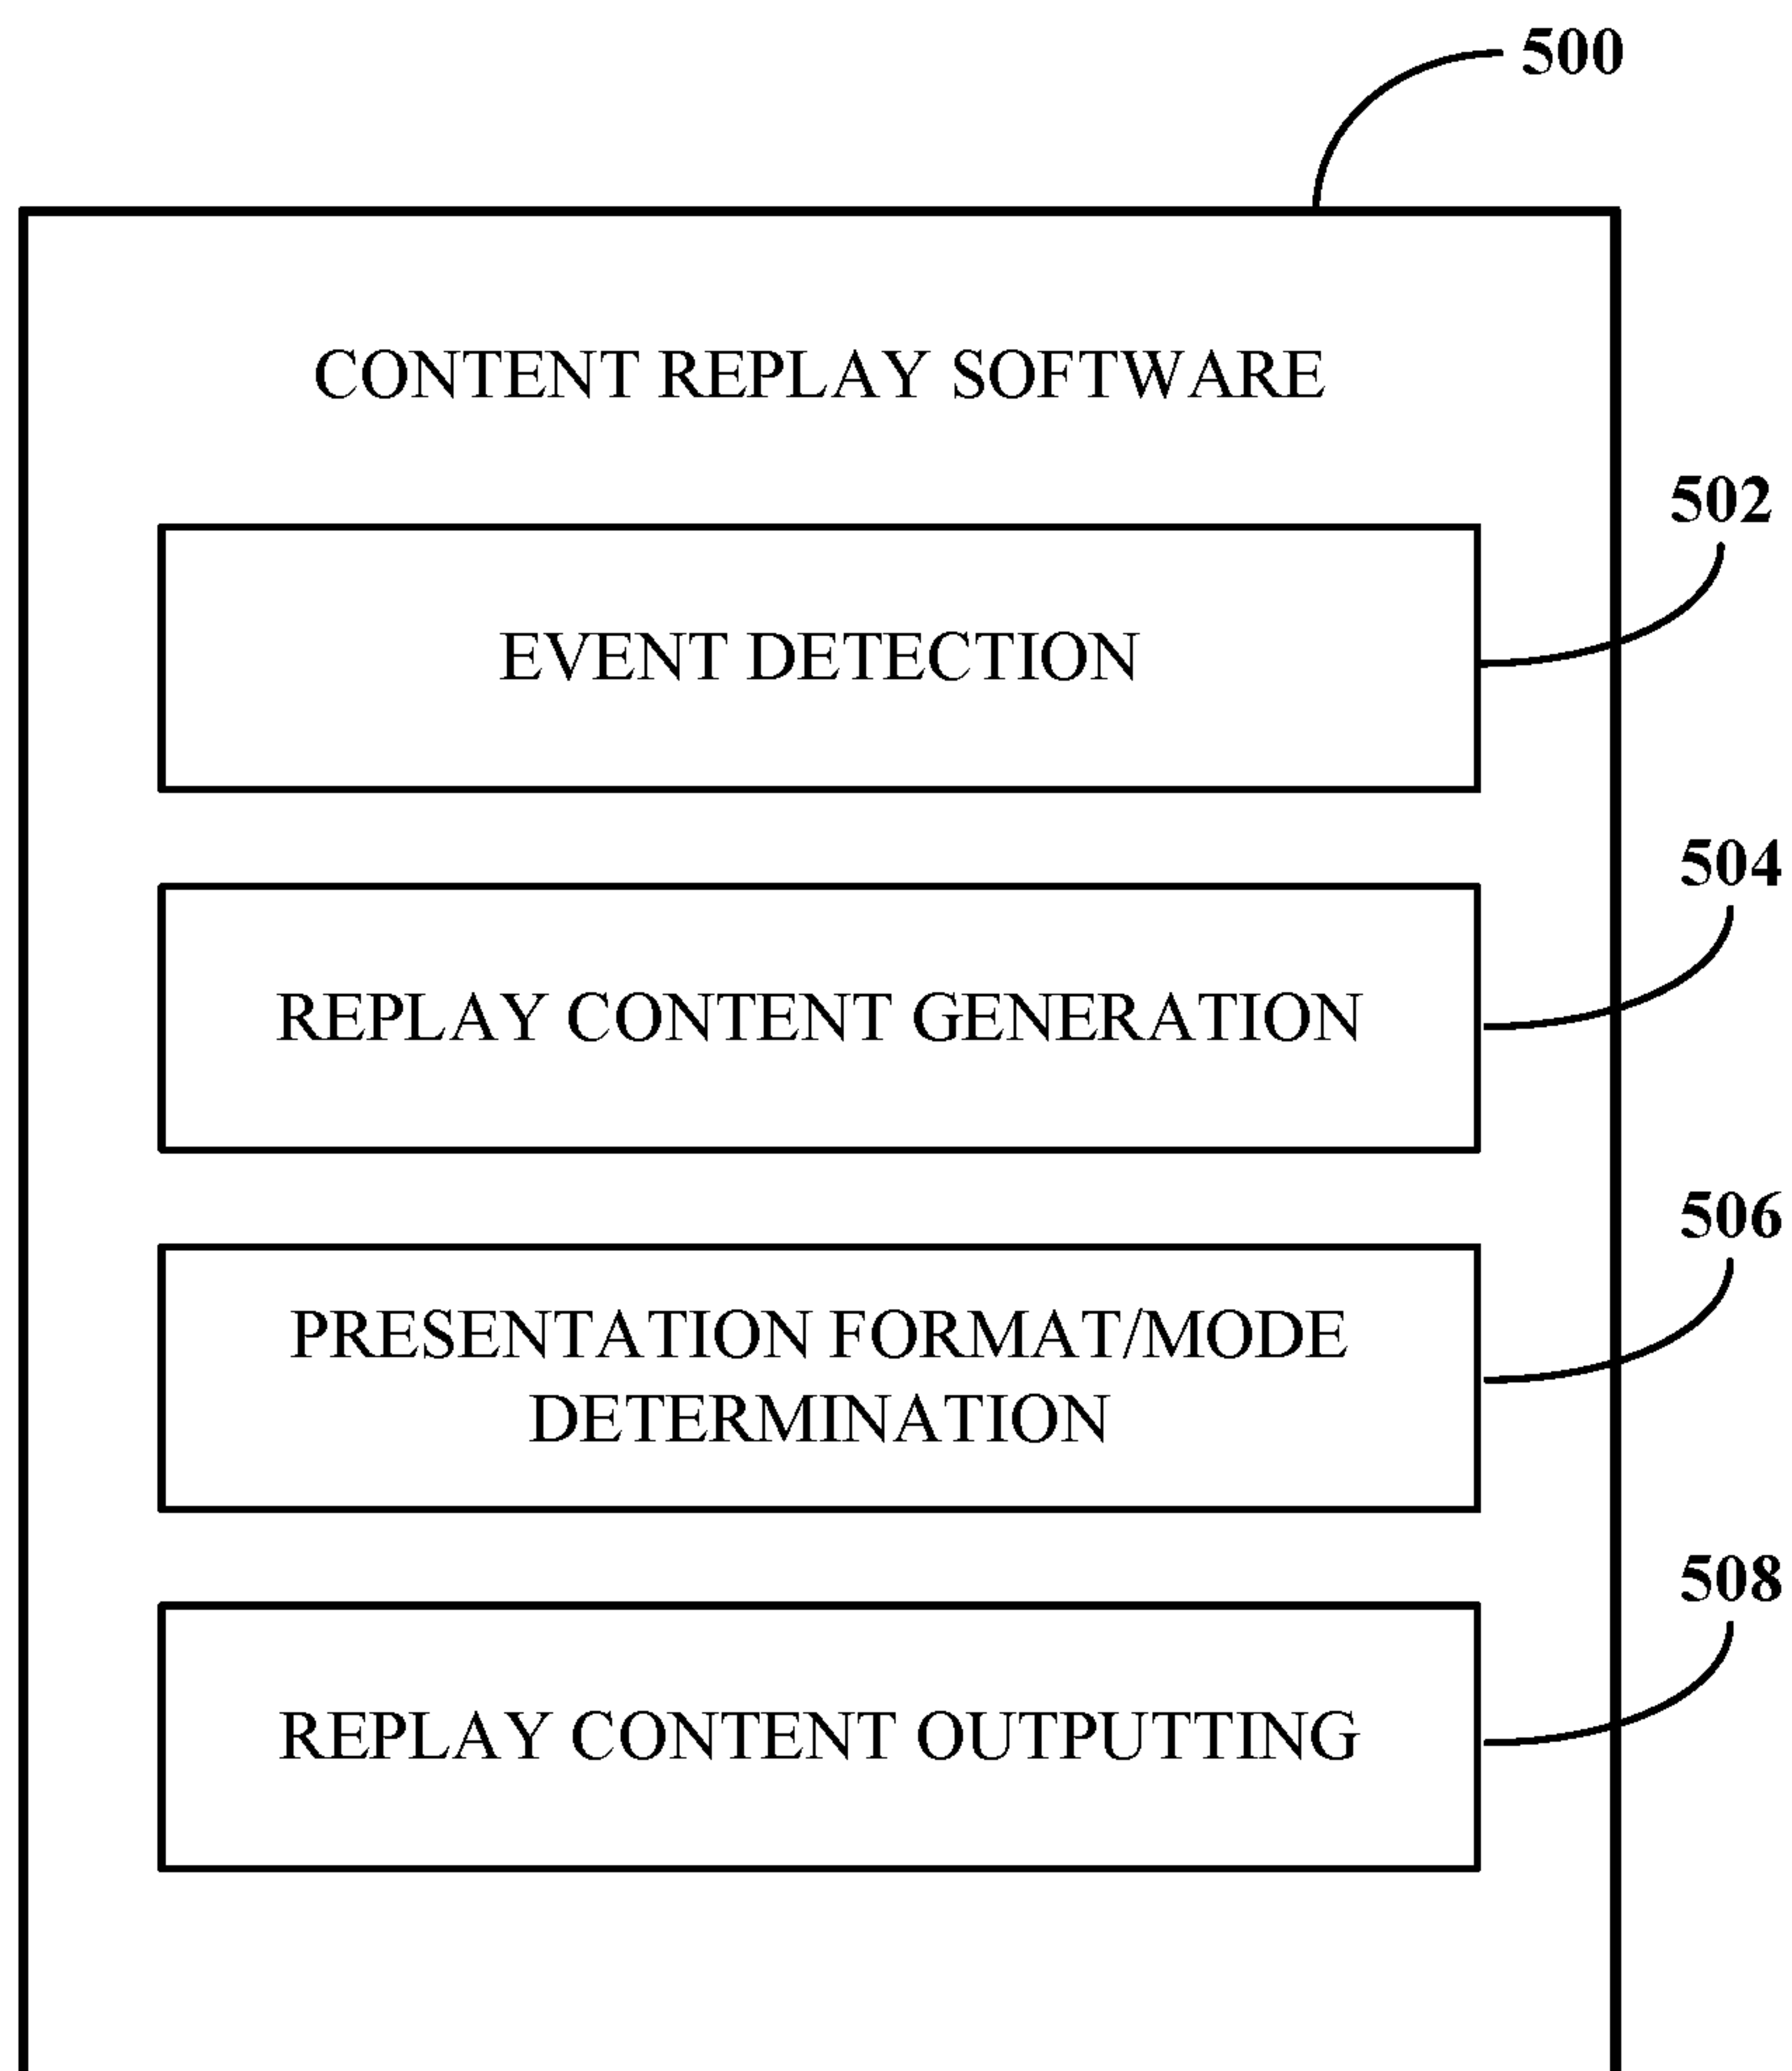 500
CONTENT REPLAY SOFTWARE
502
EVENT DETECTION
504
REPLAY CONTENT GENERATION
506
PRESENTATION FORMAT/MODE
DETERMINATION
508
REPLAY CONTENT OUTPUTTING